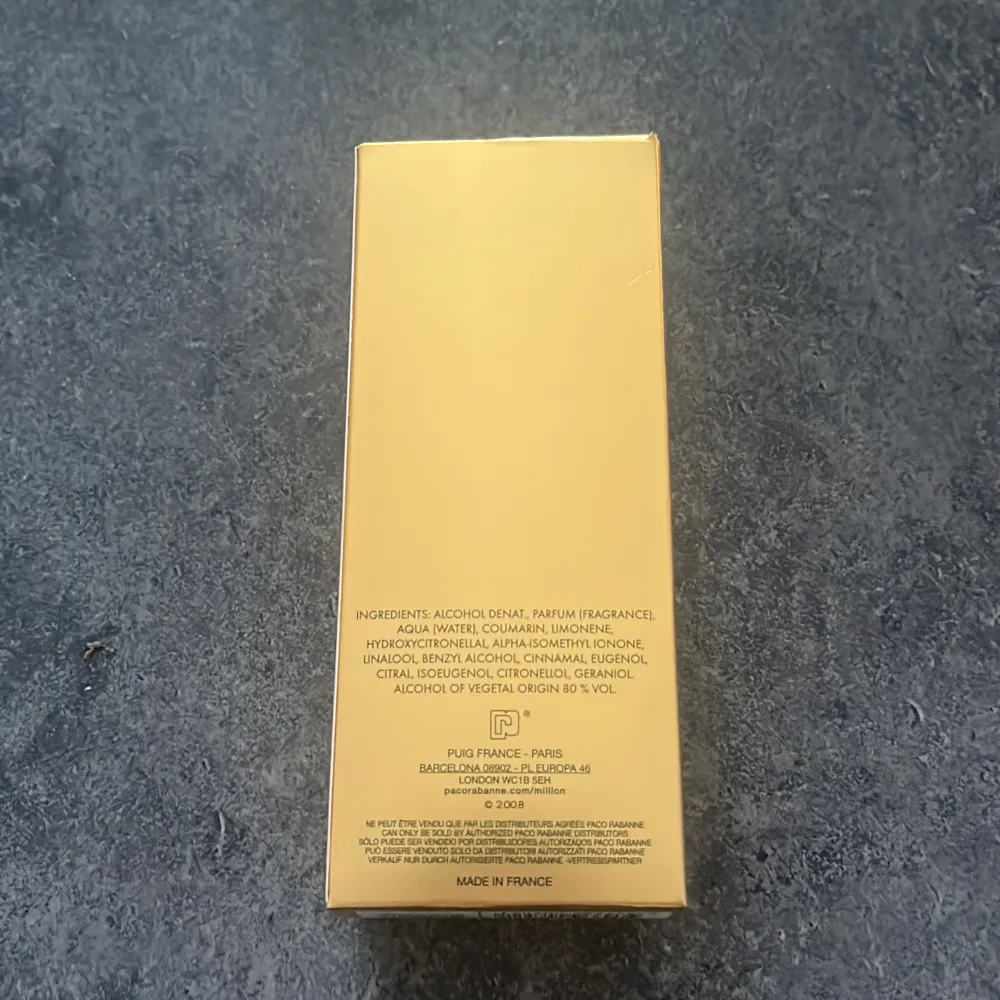 INGREDIENTS: ALCOHOL DENAT., PARFUM (FRAGRANCE),
AQUA (WATER), COUMARIN, LIMONENE,
HYDROXYCITRONELLAL, ALPHA-ISOMETHYL IONONE,
LINALOOL, BENZYL ALCOHOL, CINNAMAL, EUGENOL,
CITRAL, ISOEUGENOL, CITRONELLOL, GERANIOL.
ALCOHOL OF VEGETAL ORIGIN 80 % VOL.
PUIG FRANCE - PARIS
BARCELONA 08902 - PL EUROPA 46
LONDON WC1B 5EH
pacorabanne.com/million
© 2008
NE PEUT ÊTRE VENDU QUE PAR LES DISTRIBUTEURS AGRÉÉS PACO RABANNE
CAN ONLY BE SOLD BY AUTHORIZED PACO RABANNE DISTRIBUTORS
SÓLO PUEDE SER VENDIDO POR DISTRIBUIDORES AUTORIZADOS PACO RABANNE
PUÒ ESSERE VENDUTO SOLO DA DISTRIBUTORI AUTORIZZATI PACO RABANNE
VERKAUF NUR DURCH AUTORISIERTE PACO RABANNE -VERTRIEBSPARTNER
MADE IN FRANCE